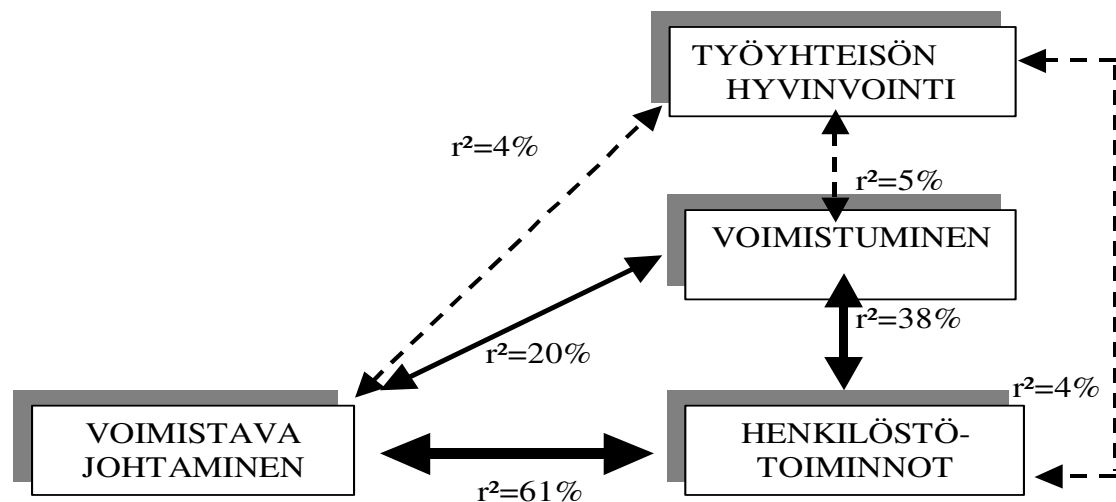 TYÖYHTEISÖN
HYVINVOINTI
r²=4%
r²=5%
VOIMISTUMINEN
r²=38%
r²=20%
r²=4%
VOIMISTAVA
JOHTAMINEN
HENKILÖSTÖ-
TOIMINNOT
r²=61%